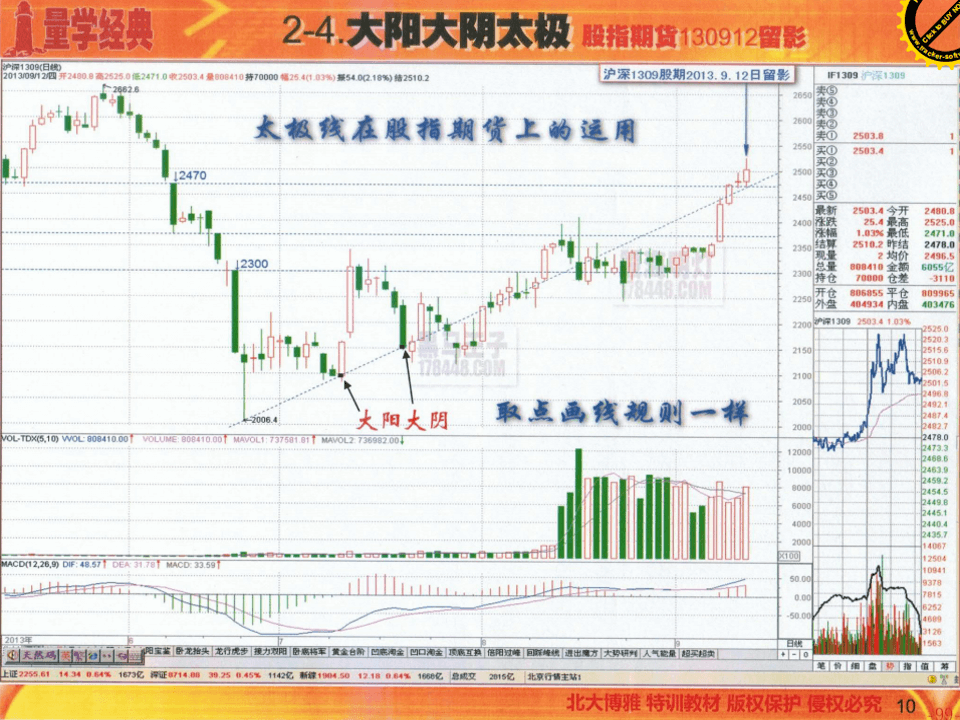 量学经典
2-4.大阳大阴太极 股指期货130912留影
Click to BUY NO
tracker-softw
沪深1309(日线)
2013/09/12/四 开2480.8 高2525.0 低2471.0 收2503.4 量808410 持70000 幅25.4(1.03%) 振54.0(2.18%) 结2510.2
沪深1309股期2013.9.12日留影
IF1309 沪深1309
2662.6
太极线在股指期货上的运用
↓2470
↓2300
2006.4
大阳大阴
取点画线规则一样
赢马王子
178448.COM
178448.COM
2650
2600
2550
2500
2450
2400
2350
2300
2250
2200
2150
2100
2050
2000
卖⑤
卖④
卖③
卖②
卖① 2503.8 1
买① 2503.4 1
买②
买③
买④
买⑤
最新 2503.4 今开 2480.8
涨跌 25.4 最高 2525.0
涨幅 1.03% 最低 2471.0
结算 2510.2 昨结 2478.0
现量 2 均价 2496.5
总量 808410 金额 6055亿
持仓 70000 仓差 -3110
开仓 806855 平仓 809965
外盘 404934 内盘 403476
沪深1309 2503.4 1.03%
2525.0
2520.3
2515.6
2510.9
2506.2
2501.5
2496.8
2492.1
2487.4
2482.7
2478.0
2473.3
2468.6
2463.9
2459.2
2454.5
2449.8
2445.1
2440.4
2435.7
14067
12504
10941
9378
7815
6252
4689
3126
1563
VOL-TDX(5,10) VVOL: 808410.00↑ VOLUME: 808410.00↑ MAVOL1: 737581.81↑ MAVOL2: 736982.00↓
12000
10000
8000
6000
4000
2000
X100
MACD(12,26,9) DIF: 48.57↑ DEA: 31.78↑ MACD: 33.59↑
50.00
0.00
-50.00
2013年 6 7 8 9 日线
阳宝鉴 卧龙抬头 龙行虎步 接力双阳 卧底将军 黄金台阶 凹底淘金 凹口淘金 顶底互换 倍阳过峰 回踩峰线 进出魔方 大势研判 人气能量 超买超卖
笔 价 细 盘 势 指 值 筹
上证2255.61 14.34 0.64% 1673亿 深证8714.08 39.25 0.45% 1142亿 1904.50 12.18 0.64% 1668亿 总成交 2815亿 北京行情主站1
北大博雅 特训教材 版权保护 侵权必究 10